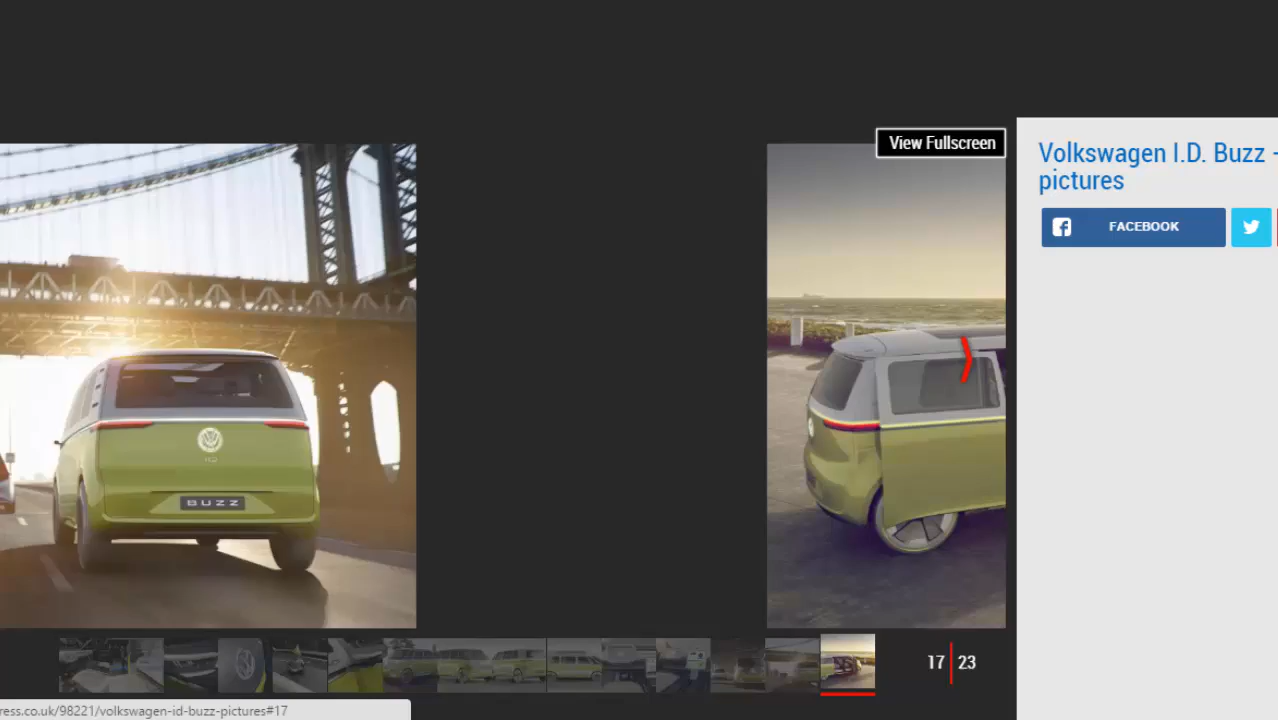 View Fullscreen
Volkswagen I.D. Buzz -
pictures
FACEBOOK
BUZZ
17 23
ress.co.uk/98221/volkswagen-id-buzz-pictures#17